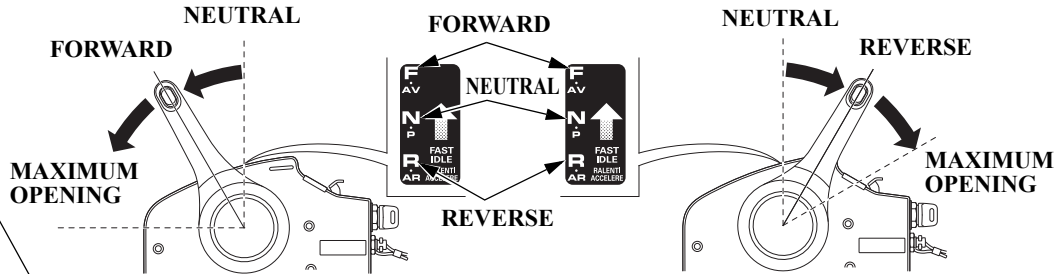 NEUTRAL
FORWARD
MAXIMUM
OPENING
FORWARD
NEUTRAL
REVERSE
F
AV
N
P
R
AR
FAST
IDLE
RALENTI
ACCELERE
F
AV
N
P
R
AR
FAST
IDLE
RALENTI
ACCELERE
NEUTRAL
REVERSE
MAXIMUM
OPENING